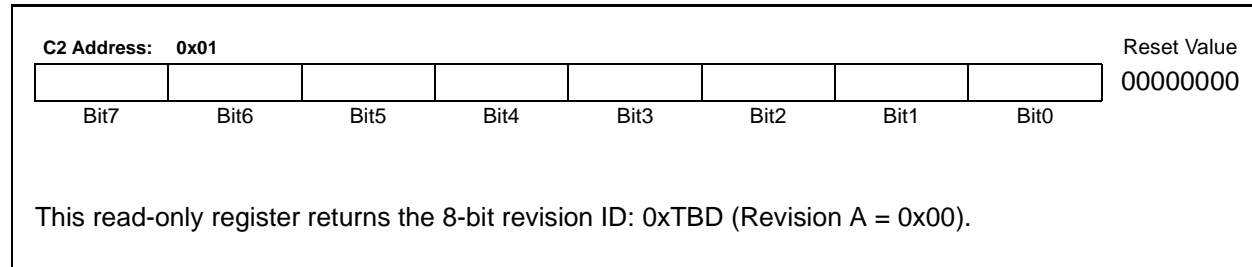 C2 Address: 0x01 Reset Value
00000000
Bit7 Bit6 Bit5 Bit4 Bit3 Bit2 Bit1 Bit0
This read-only register returns the 8-bit revision ID: 0xTBD (Revision A = 0x00).